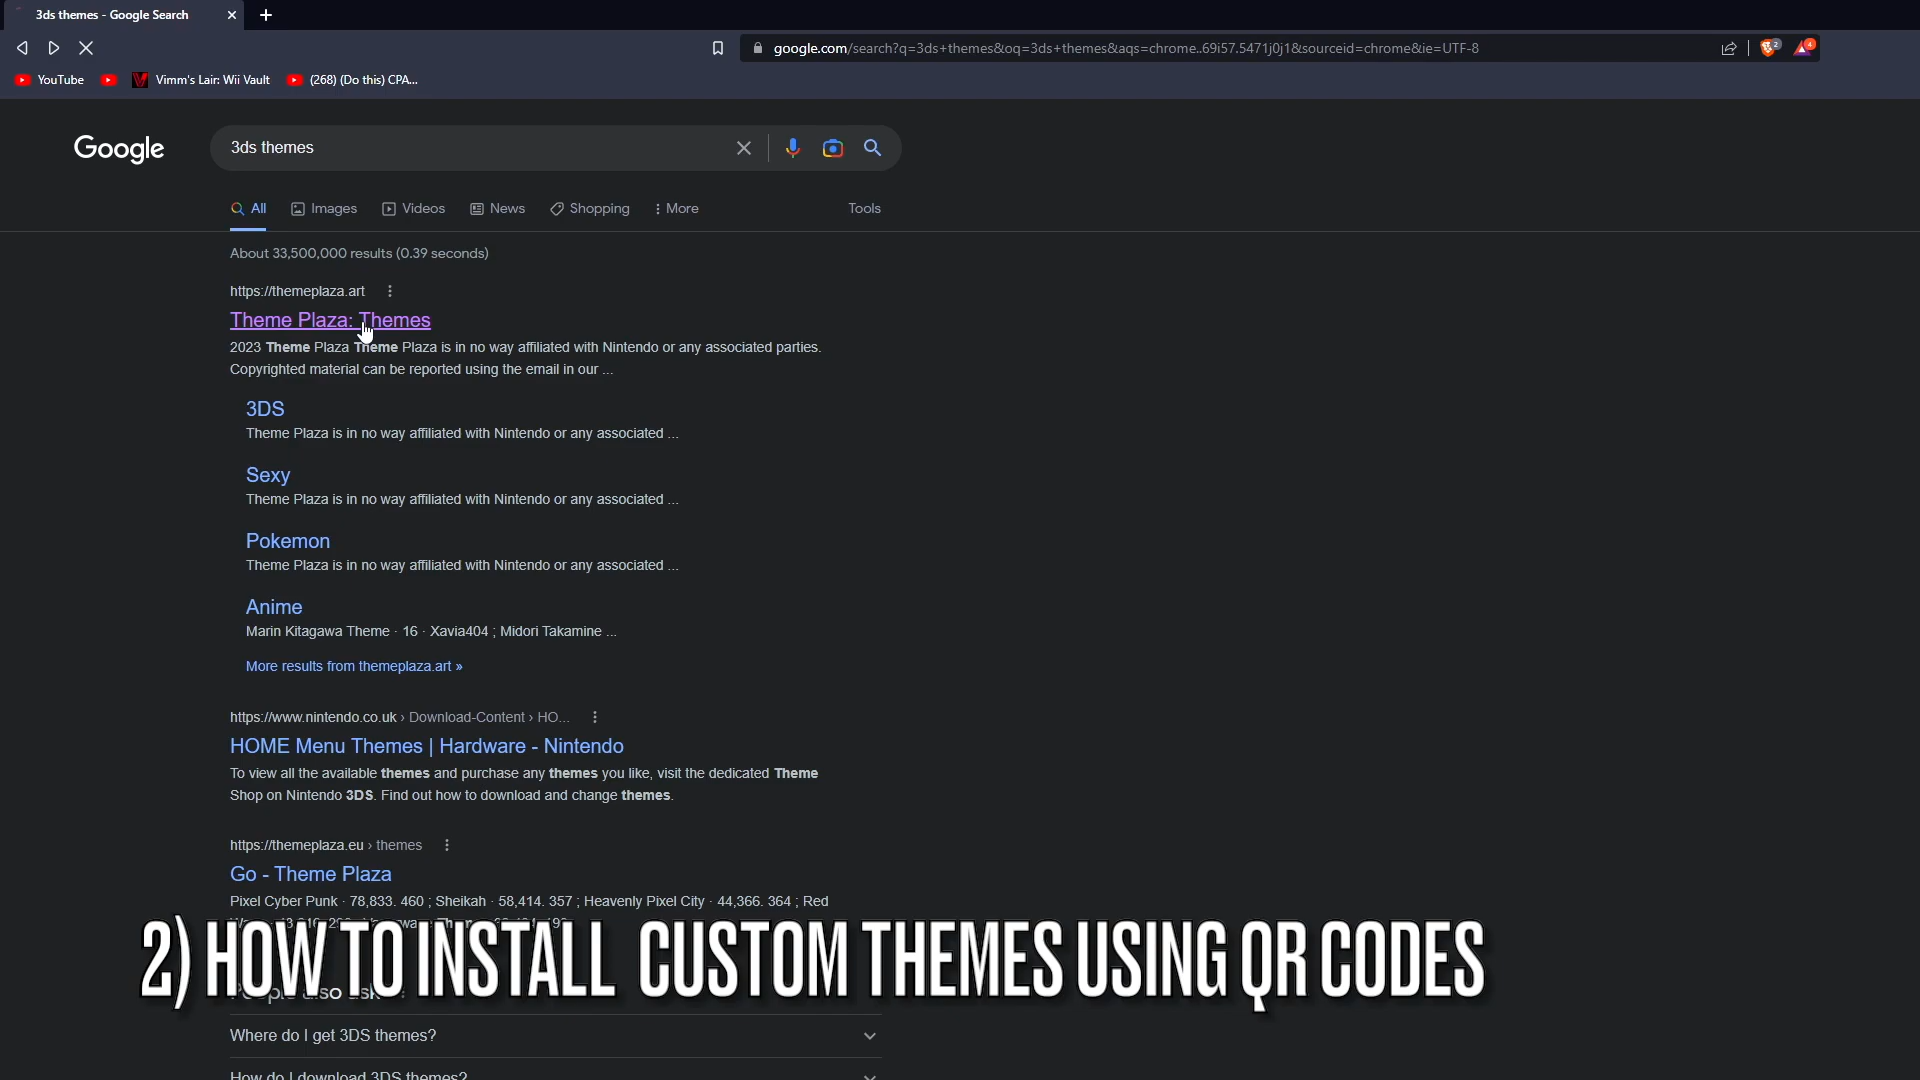 3ds themes - Google Search
google.com/search?q=3ds+themes&oq=3ds+themes&aqs=chrome..69i57.5471j0j1&sourceid=chrome&ie=UTF-8
2
4
YouTube
Vimm's Lair: Wii Vault
(268) (Do this) CPA...
Google
3ds themes
All
Images
Videos
News
Shopping
More
Tools
About 33,500,000 results (0.39 seconds)
https://themeplaza.art
Theme Plaza: Themes
2023 Theme Plaza Theme Plaza is in no way affiliated with Nintendo or any associated parties.
Copyrighted material can be reported using the email in our ...
3DS
Theme Plaza is in no way affiliated with Nintendo or any associated ...
Sexy
Theme Plaza is in no way affiliated with Nintendo or any associated ...
Pokemon
Theme Plaza is in no way affiliated with Nintendo or any associated ...
Anime
Marin Kitagawa Theme · 16 · Xavia404 ; Midori Takamine ...
More results from themeplaza.art »
https://www.nintendo.co.uk › Download-Content › HO...
HOME Menu Themes | Hardware - Nintendo
To view all the available themes and purchase any themes you like, visit the dedicated Theme
Shop on Nintendo 3DS. Find out how to download and change themes.
https://themeplaza.eu › themes
Go - Theme Plaza
Pixel Cyber Punk · 78,833. 460 ; Sheikah · 58,414. 357 ; Heavenly Pixel City · 44,366. 364 ; Red
2) HOW TO INSTALL CUSTOM THEMES USING QR CODES
People also ask
Where do I get 3DS themes?
How do I download 3DS themes?